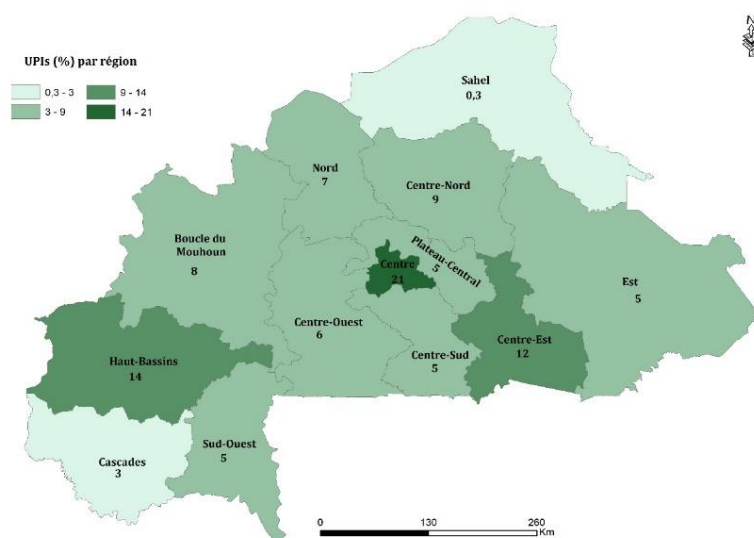 UPIs (%) par région
0,3 - 3
9 - 14
3 - 9
14 - 21
Sahel
0,3
Nord
7
Centre-Nord
9
Boucle du
Mouhoun
8
Plateau-Central
5
Centre
21
Est
5
Centre-Ouest
6
Centre-Sud
5
Centre-Est
12
Haut-Bassins
14
Sud-Ouest
5
Cascades
3
0
130
260
Km